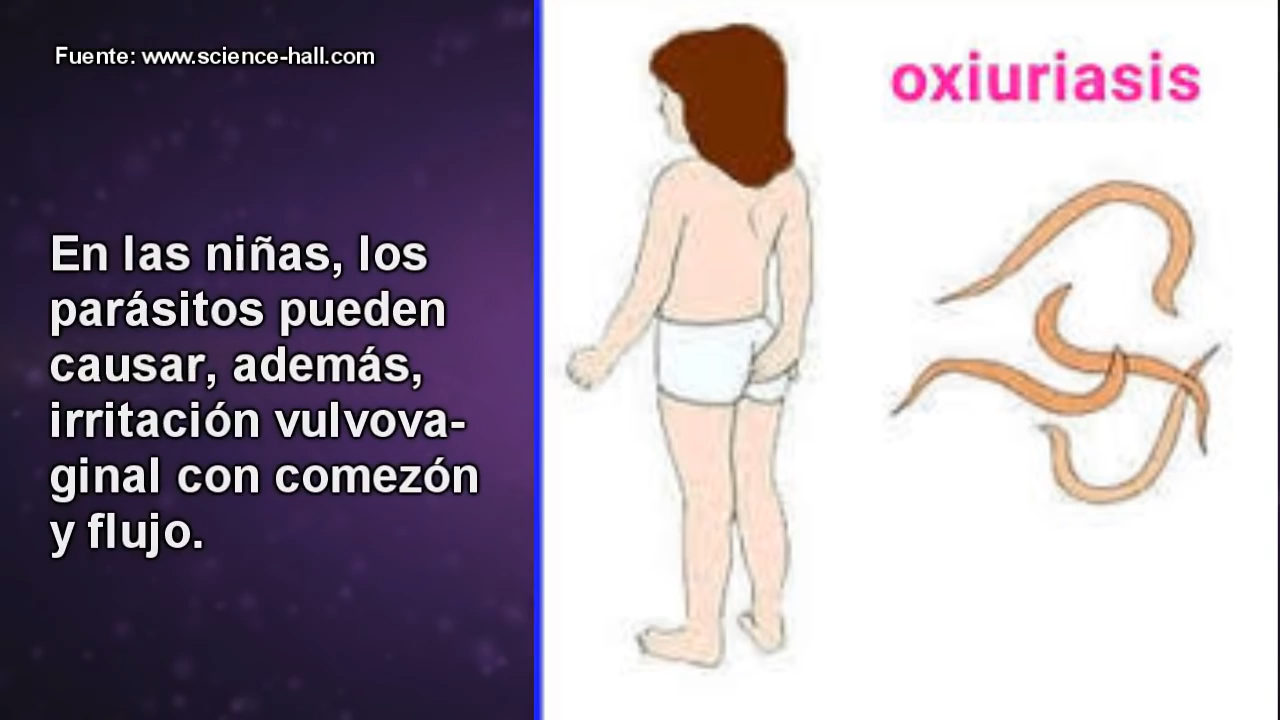 Fuente: www.science-hall.com
En las niñas, los
parásitos pueden
causar, además,
irritación vulvova-
ginal con comezón
y flujo.
oxiuriasis